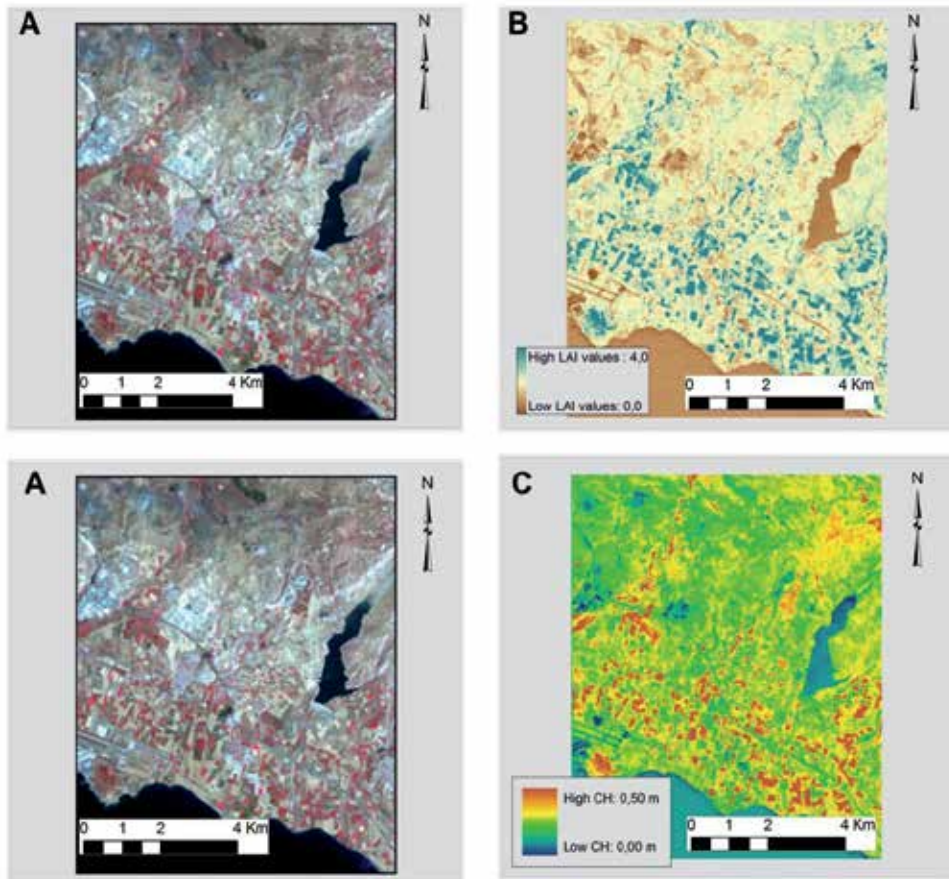 A
N
0 1 2 4 Km
B
N
High LAI values : 4,0
Low LAI values: 0,0
0 1 2 4 Km
A
N
0 1 2 4 Km
C
N
High CH: 0,50 m
Low CH: 0,00 m
0 1 2 4 Km